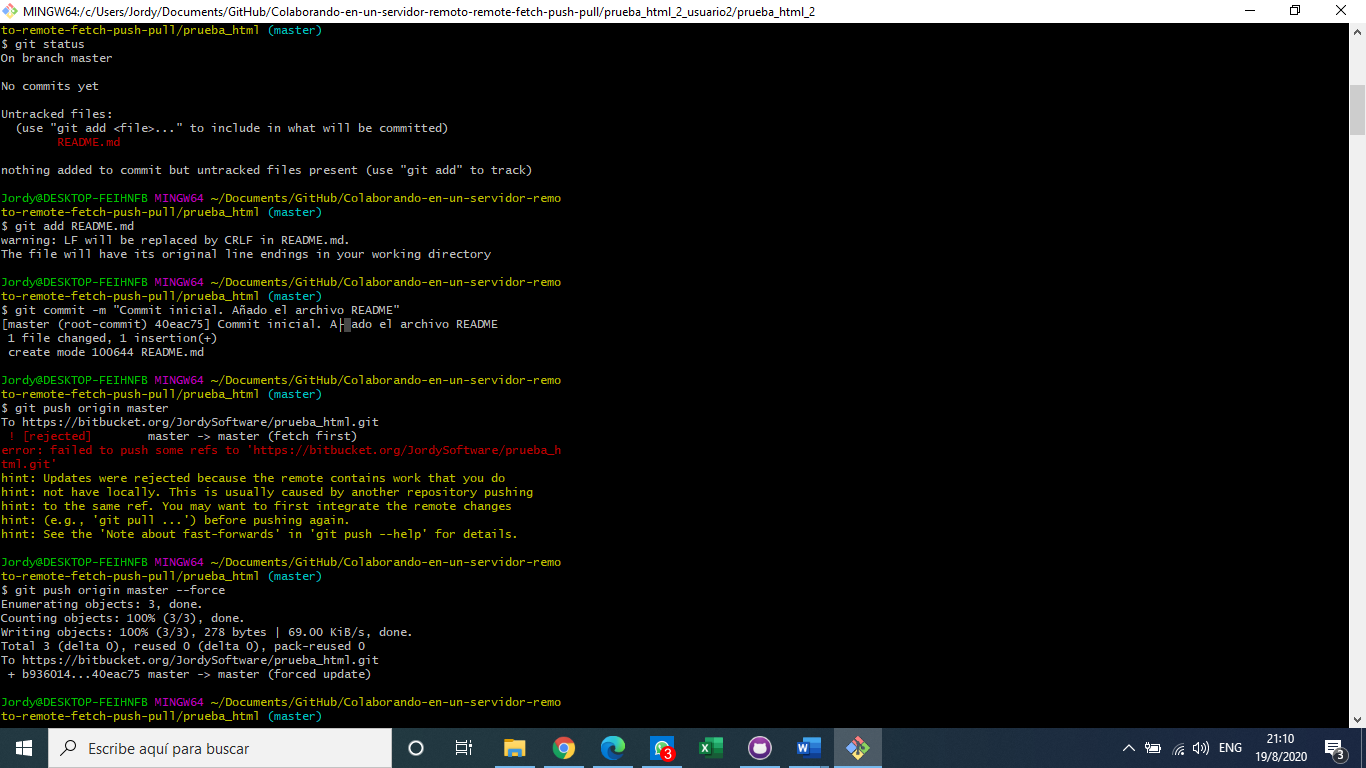 MINGW64:/c/Users/Jordy/Documents/GitHub/Colaborando-en-un-servidor-remoto-remote-fetch-push-pull/prueba_html_2_usuario2/prueba_html_2
to-remote-fetch-push-pull/prueba_html (master)
$ git status
On branch master
No commits yet
Untracked files:
(use "git add <file>..." to include in what will be committed)
README.md
nothing added to commit but untracked files present (use "git add" to track)
Jordy@DESKTOP-FEIHNFB MINGW64 ~/Documents/GitHub/Colaborando-en-un-servidor-remo
to-remote-fetch-push-pull/prueba_html (master)
$ git add README.md
warning: LF will be replaced by CRLF in README.md.
The file will have its original line endings in your working directory
Jordy@DESKTOP-FEIHNFB MINGW64 ~/Documents/GitHub/Colaborando-en-un-servidor-remo
to-remote-fetch-push-pull/prueba_html (master)
$ git commit -m "Commit inicial. Añado el archivo README"
[master (root-commit) 40eac75] Commit inicial. A├▒ado el archivo README
1 file changed, 1 insertion(+)
create mode 100644 README.md
Jordy@DESKTOP-FEIHNFB MINGW64 ~/Documents/GitHub/Colaborando-en-un-servidor-remo
to-remote-fetch-push-pull/prueba_html (master)
$ git push origin master
To https://bitbucket.org/JordySoftware/prueba_html.git
! [rejected] master -> master (fetch first)
error: failed to push some refs to 'https://bitbucket.org/JordySoftware/prueba_h
tml.git'
hint: Updates were rejected because the remote contains work that you do
hint: not have locally. This is usually caused by another repository pushing
hint: to the same ref. You may want to first integrate the remote changes
hint: (e.g., 'git pull ...') before pushing again.
hint: See the 'Note about fast-forwards' in 'git push --help' for details.
Jordy@DESKTOP-FEIHNFB MINGW64 ~/Documents/GitHub/Colaborando-en-un-servidor-remo
to-remote-fetch-push-pull/prueba_html (master)
$ git push origin master --force
Enumerating objects: 3, done.
Counting objects: 100% (3/3), done.
Writing objects: 100% (3/3), 278 bytes | 69.00 KiB/s, done.
Total 3 (delta 0), reused 0 (delta 0), pack-reused 0
To https://bitbucket.org/JordySoftware/prueba_html.git
+ b936014...40eac75 master -> master (forced update)
Jordy@DESKTOP-FEIHNFB MINGW64 ~/Documents/GitHub/Colaborando-en-un-servidor-remo
to-remote-fetch-push-pull/prueba_html (master)
Escribe aquí para buscar
3
ENG
21:10
19/8/2020
3